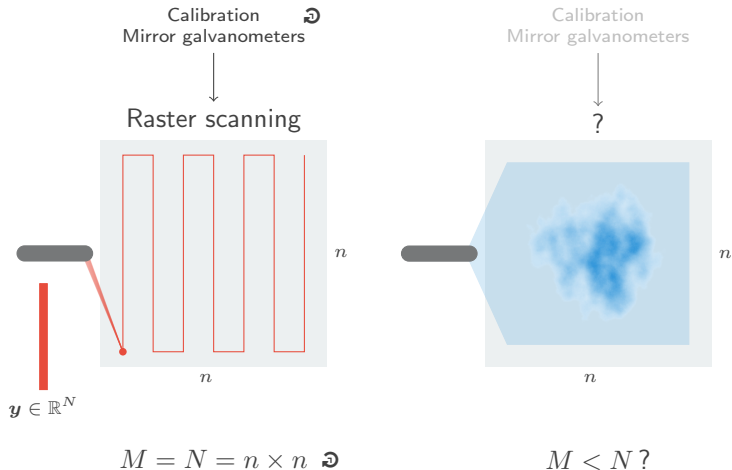 Calibration
Mirror galvanometers
Raster scanning
n
n
y ∈ ℝ^N
M = N = n × n
Calibration
Mirror galvanometers
?
n
n
M < N ?